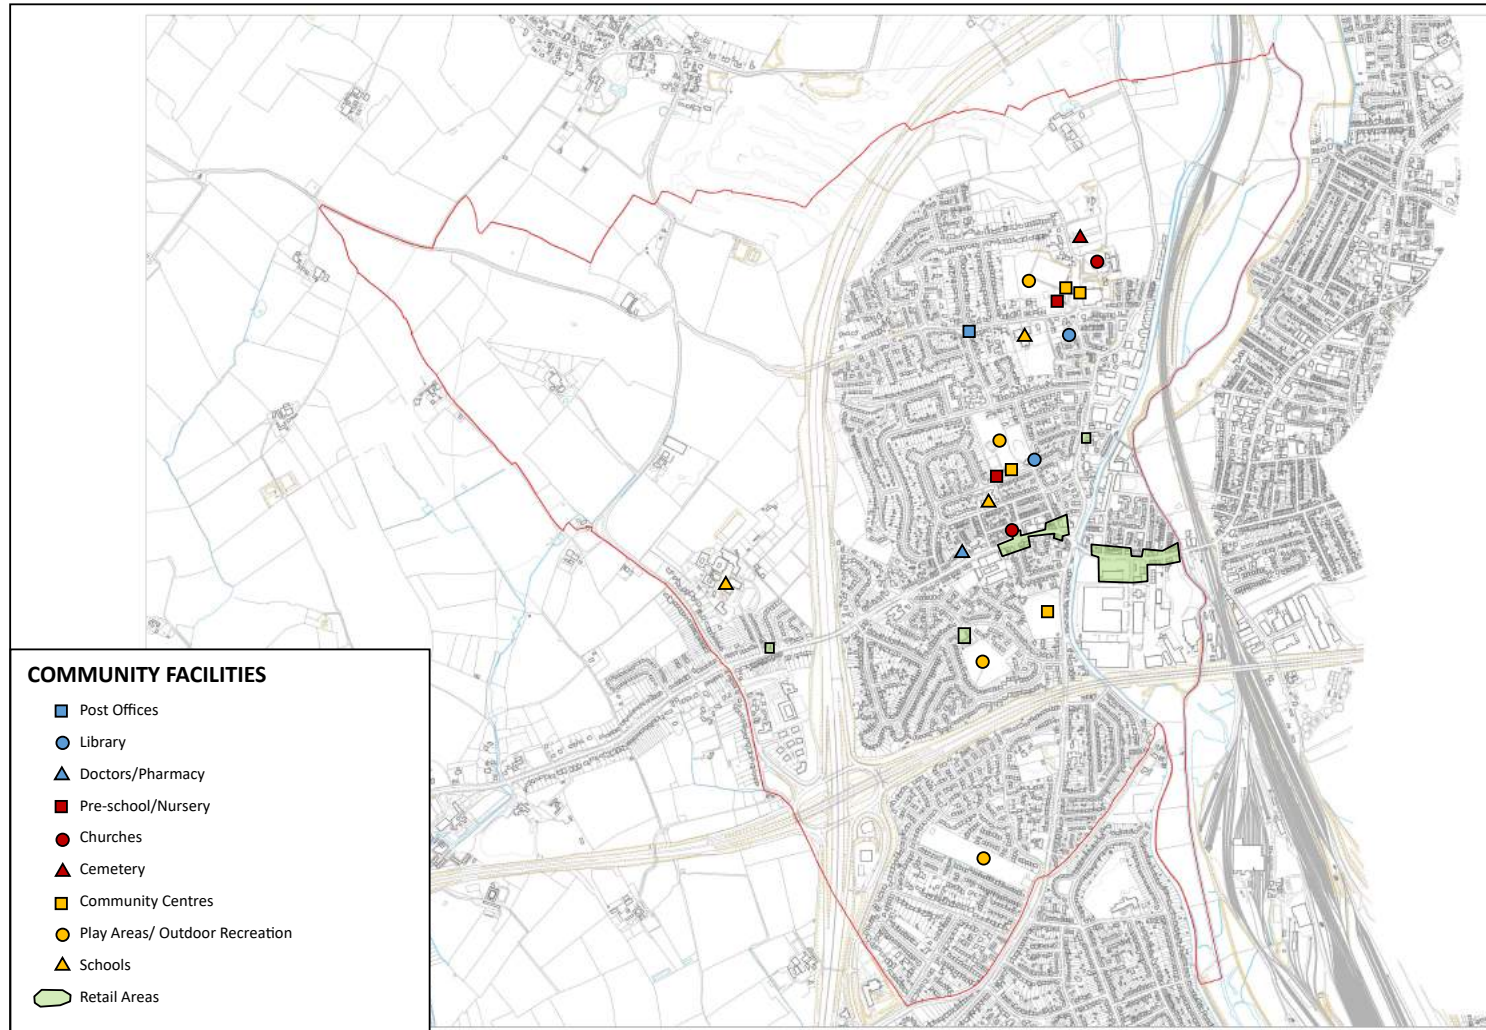 COMMUNITY FACILITIES
Post Offices
Library
Doctors/Pharmacy
Pre-school/Nursery
Churches
Cemetery
Community Centres
Play Areas/ Outdoor Recreation
Schools
Retail Areas